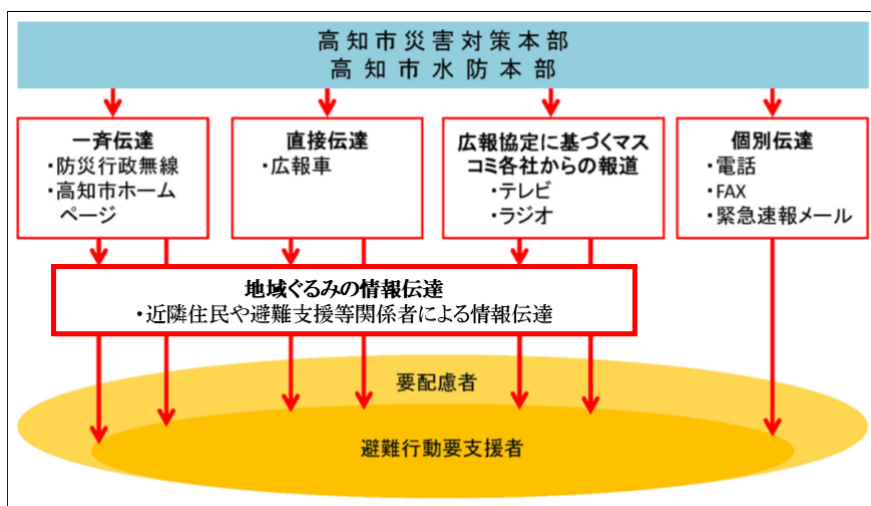 高知市災害対策本部
高知市水防本部
一斉伝達
・防災行政無線
・高知市ホーム
ページ
直接伝達
・広報車
広報協定に基づくマス
コミ各社からの報道
・テレビ
・ラジオ
個別伝達
・電話
・FAX
・緊急速報メール
地域ぐるみの情報伝達
・近隣住民や避難支援等関係者による情報伝達
要配慮者
避難行動要支援者